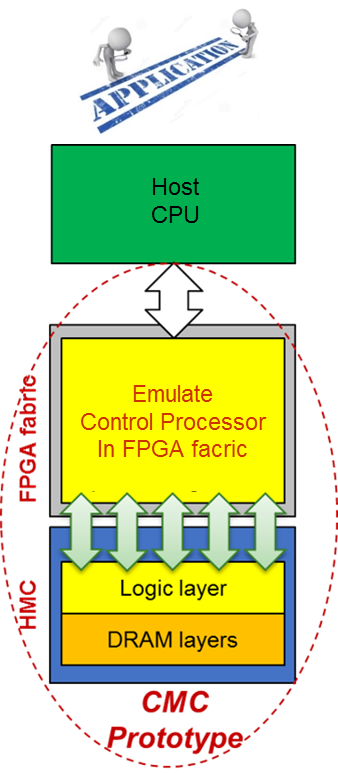 APPLICATION
Host
CPU
Emulate
Control Processor
In FPGA facric
FPGA fabric
Logic layer
DRAM layers
HMC
CMC
Prototype